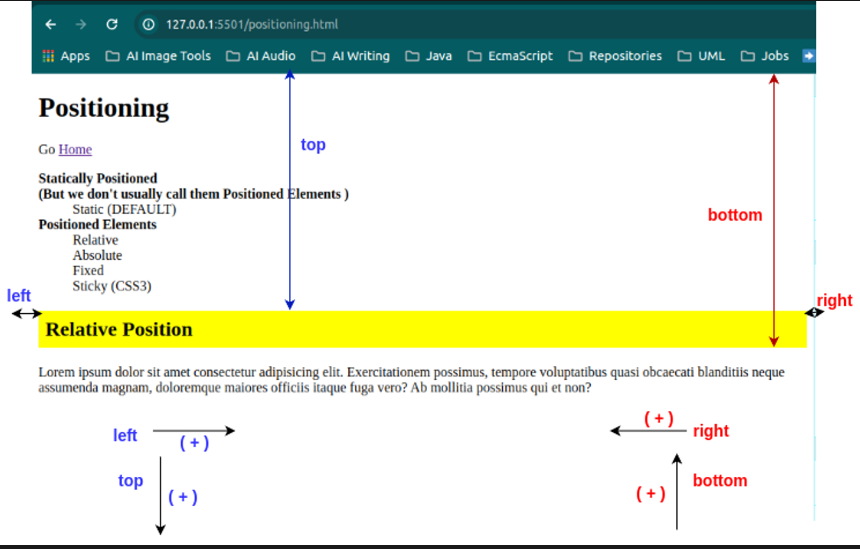 127.0.0.1:5501/positioning.html
Apps AI Image Tools AI Audio AI Writing Java EcmaScript Repositories UML Jobs
Positioning
top
Go Home
Statically Positioned
(But we don't usually call them Positioned Elements )
Static (DEFAULT)
bottom
Positioned Elements
Relative
Absolute
Fixed
Sticky (CSS3)
left
right
Relative Position
Lorem ipsum dolor sit amet consectetur adipisicing elit. Exercitationem possimus, tempore voluptatibus quasi obcaecati blanditiis neque
assumenda magnam, doloremque maiores officiis itaque fuga vero? Ab mollitia possimus qui et non?
left
( + )
top
( + )
( + )
right
bottom
( + )